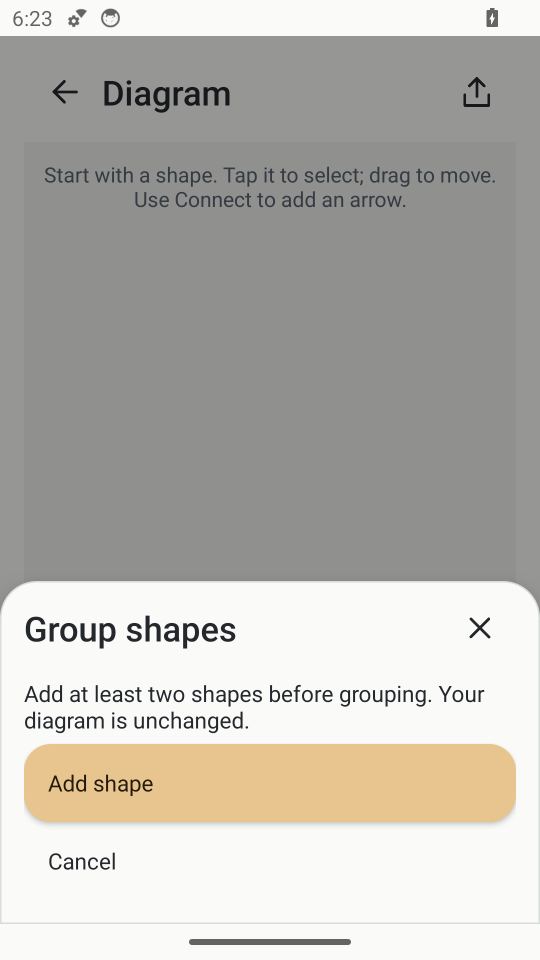 6:23
Diagram
Start with a shape. Tap it to select; drag to move.
Use Connect to add an arrow.
Group shapes
Add at least two shapes before grouping. Your
diagram is unchanged.
Add shape
Cancel